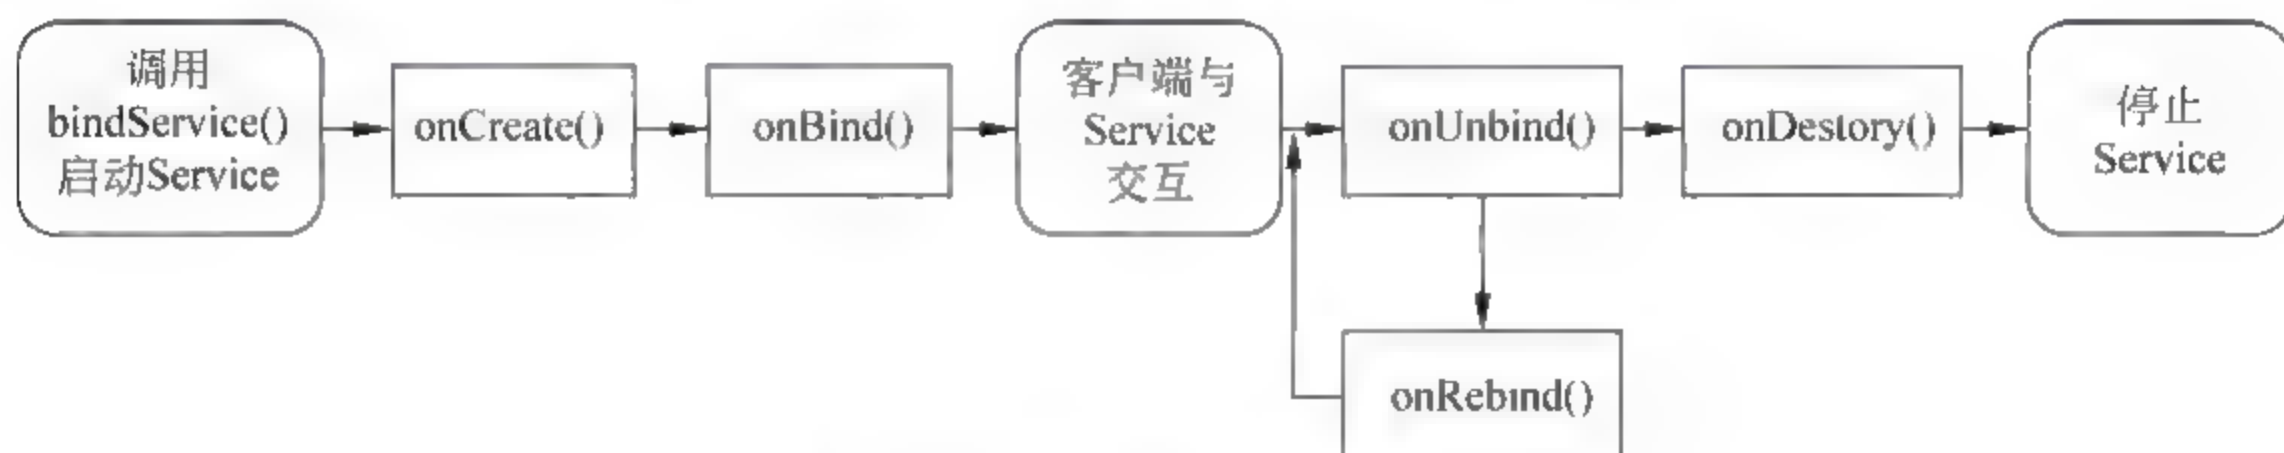 调用
bindService()
启动Service
onCreate()
onBind()
客户端与
Service
交互
onUnbind()
onDestory()
停止
Service
onRebind()